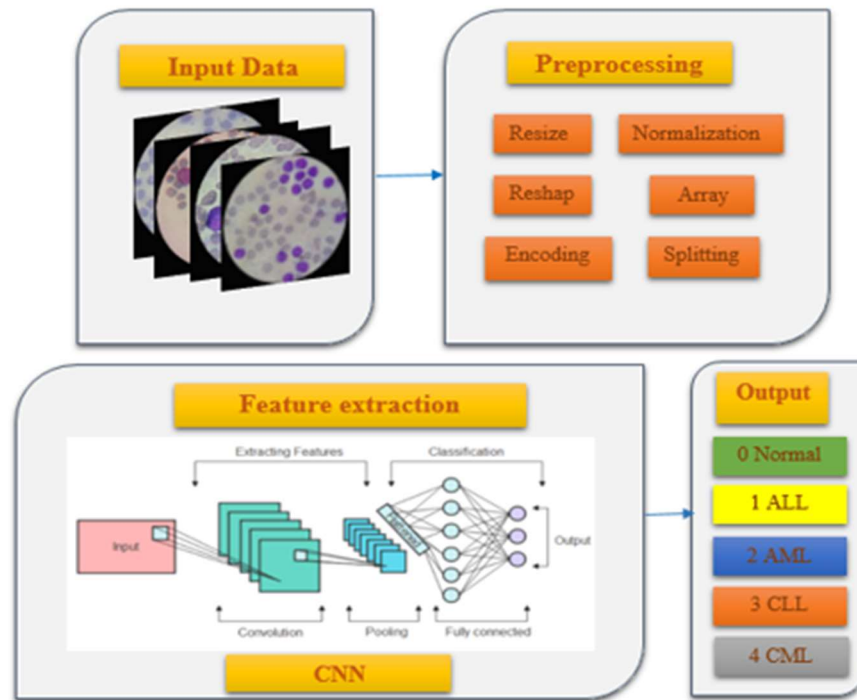 Input Data
Preprocessing
Resize
Normalization
Reshap
Array
Encoding
Splitting
Feature extraction
Extracting Features
Classification
Input
Output
Convolution
Pooling
Fully connected
CNN
Output
0 Normal
1 ALL
2 AML
3 CLL
4 CML